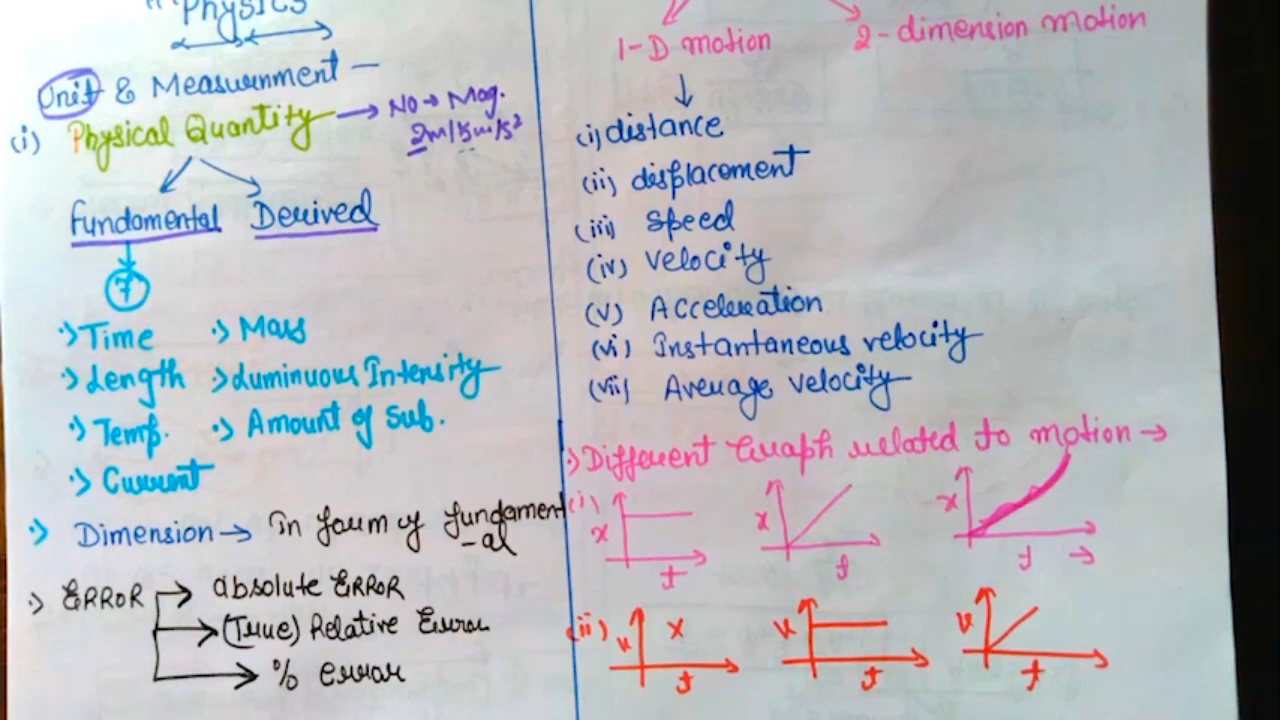 Physics
Unit & Measurnment -
(i) Physical Quantity → No → Mag.
2m/5m/s²
Fundamental Derived
7
Time
Mass
Length
Luminuous Intensity
Temp.
Amount of Sub.
Current
Dimension → in form of fundament
-al
ERROR → absolute ERROR
→ (True) Relative Error
→ % error
1-D motion
2-dimension motion
(i) distance
(ii) displacement
(iii) Speed
(iv) velocity
(v) Acceleration
(vi) Instantaneous velocity
(vii) Average velocity
Different Graph related to motion →
(i) x t
x t
x t
(ii) v x t
v t
v t